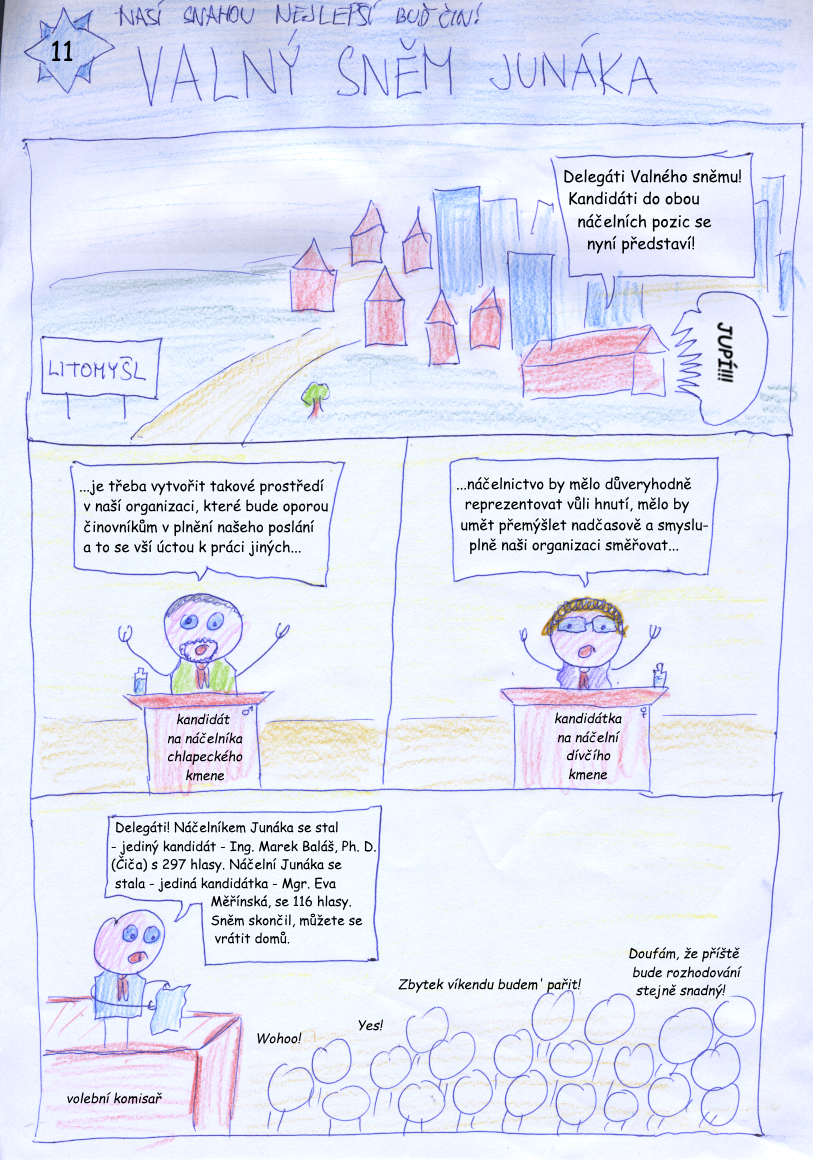 NAŠÍ SNAHOU NEJLEPŠÍ BUĎ ČIN!
11
VALNÝ SNĚM JUNÁKA
Delegáti Valného sněmu!
Kandidáti do obou
náčelních pozic se
nyní představí!
JUPÍ!!!
LITOMYŠL
...je třeba vytvořit takové prostředí
v naší organizaci, které bude oporou
činovníkům v plnění našeho poslání
a to se vší úctou k práci jiných...
...náčelnictvo by mělo důveryhodně
reprezentovat vůli hnutí, mělo by
umět přemýšlet nadčasově a smyslu-
plně naši organizaci směřovat...
kandidát ♂
na náčelníka
chlapeckého
kmene
kandidátka ♀
na náčelní
dívčího
kmene
Delegáti! Náčelníkem Junáka se stal
- jediný kandidát - Ing. Marek Baláš, Ph. D.
(Čiča) s 297 hlasy. Náčelní Junáka se
stala - jediná kandidátka - Mgr. Eva
Měřínská, se 116 hlasy.
Sněm skončil, můžete se
vrátit domů.
Doufám, že příště
bude rozhodování
stejně snadný!
Zbytek víkendu budem' pařit!
Yes!
Wohoo!
volební komisař